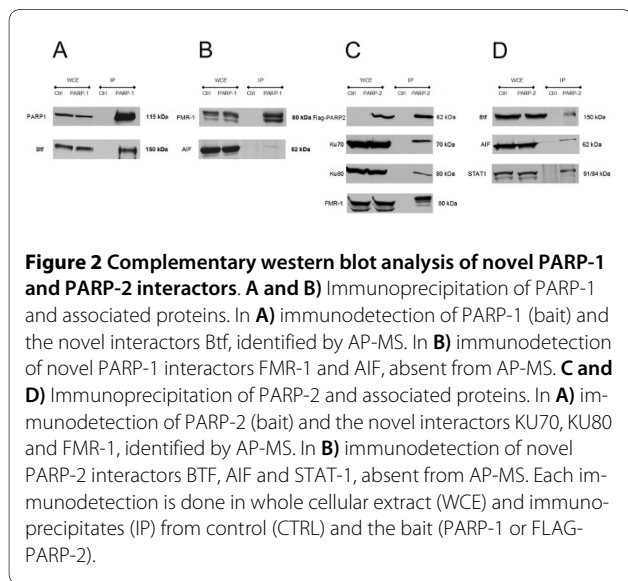 A
B
C
D
WCE IP
WCE IP
WCE IP
WCE IP
Ctrl PARP-1 Ctrl PARP-1
Ctrl PARP-1 Ctrl PARP-1
Ctrl PARP-2 Ctrl PARP-2
Ctrl PARP-2 Ctrl PARP-2
PARP1 115 kDa
Btf 150 kDa
FMR-1 80 kDa
AIF 62 kDa
Flag-PARP2 62 kDa
Ku70 70 kDa
Ku80 80 kDa
FMR-1 80 kDa
Btf 150 kDa
AIF 62 kDa
STAT1 91/84 kDa
Figure 2 Complementary western blot analysis of novel PARP-1
and PARP-2 interactors. A and B) Immunoprecipitation of PARP-1
and associated proteins. In A) immunodetection of PARP-1 (bait) and
the novel interactors Btf, identified by AP-MS. In B) immunodetection
of novel PARP-1 interactors FMR-1 and AIF, absent from AP-MS. C and
D) Immunoprecipitation of PARP-2 and associated proteins. In A) im-
munodetection of PARP-2 (bait) and the novel interactors KU70, KU80
and FMR-1, identified by AP-MS. In B) immunodetection of novel
PARP-2 interactors BTF, AIF and STAT-1, absent from AP-MS. Each im-
munodetection is done in whole cellular extract (WCE) and immuno-
precipitates (IP) from control (CTRL) and the bait (PARP-1 or FLAG-
PARP-2).